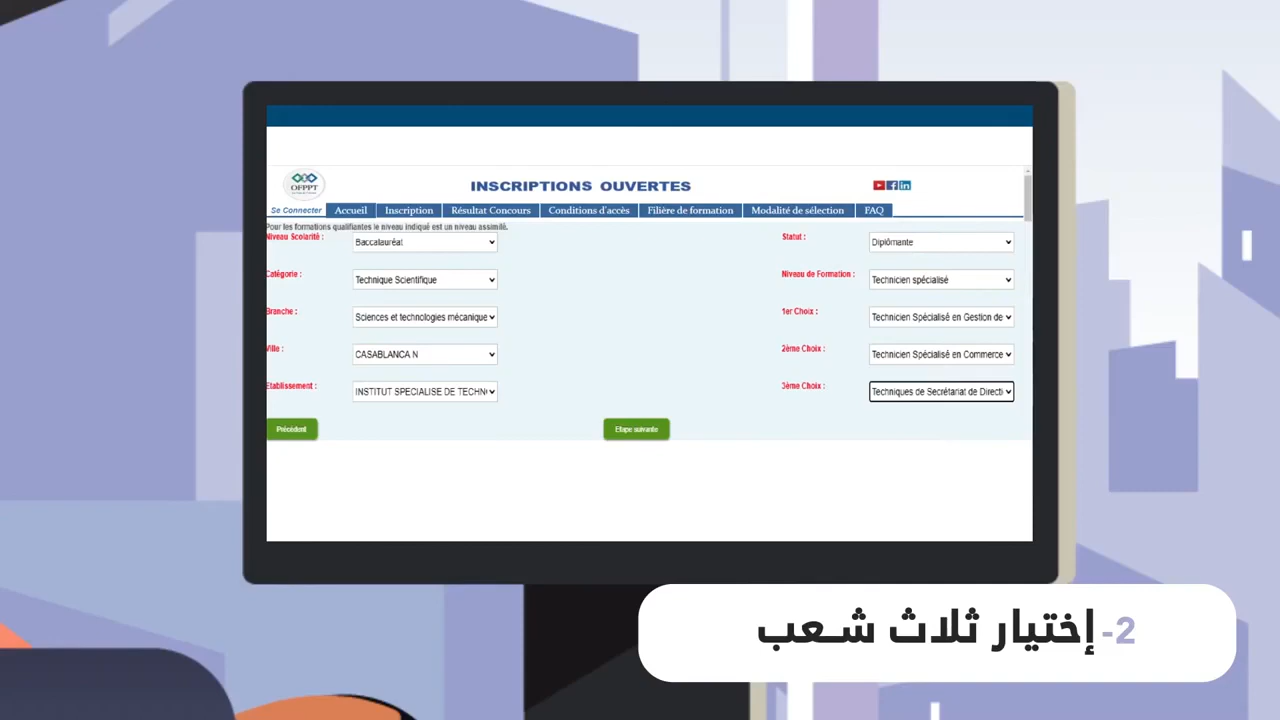 OFPPT
INSCRIPTIONS OUVERTES
Se Connecter Accueil Inscription Résultat Concours Conditions d'accès Filière de formation Modalité de sélection FAQ
Pour les formations qualifiantes le niveau indiqué est un niveau assimilé.
Niveau Scolarité : Baccalauréat Statut : Diplômante
Catégorie : Technique Scientifique Niveau de Formation : Technicien spécialisé
Branche : Sciences et technologies mécanique 1er Choix : Technicien Spécialisé en Gestion de
Ville : CASABLANCA N 2ème Choix : Technicien Spécialisé en Commerce
Etablissement : INSTITUT SPECIALISE DE TECHN 3ème Choix : Techniques de Secrétariat de Directi
Précédent Etape suivante
2- إختيار ثلاث شعب